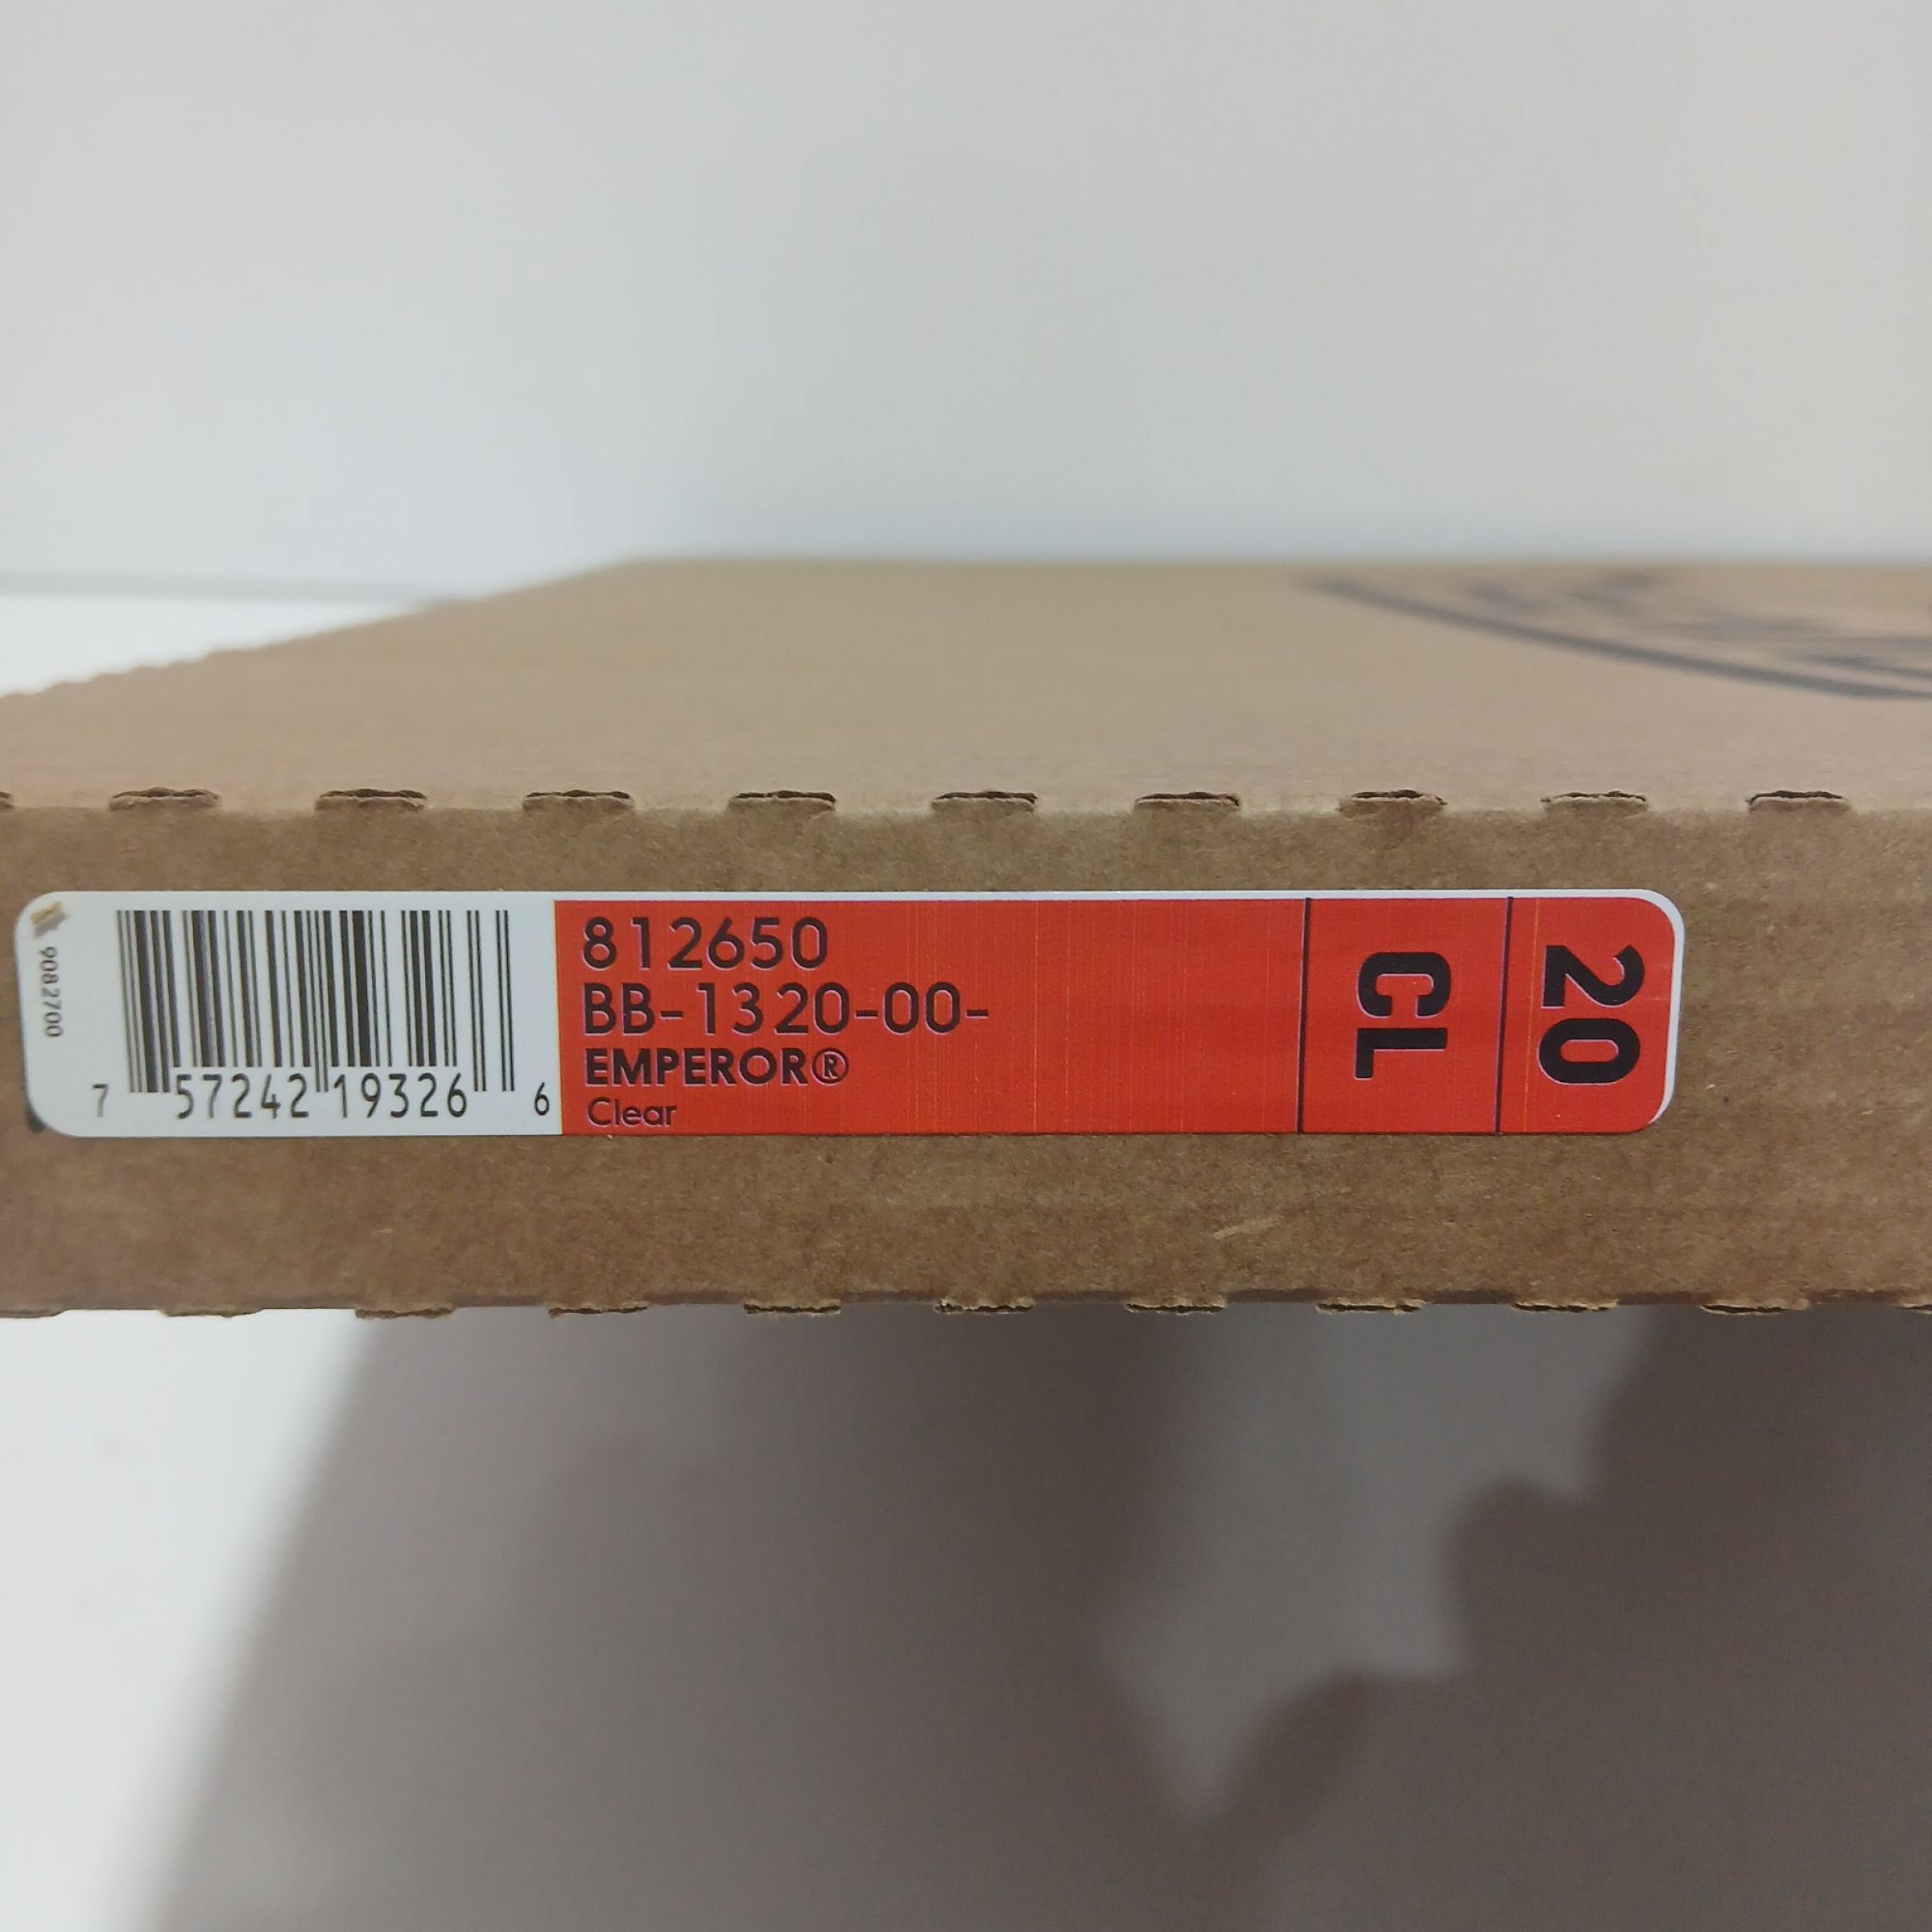 9082700
7 57242 19326 6
812650
BB-1320-00-
EMPEROR®
Clear
CL
20